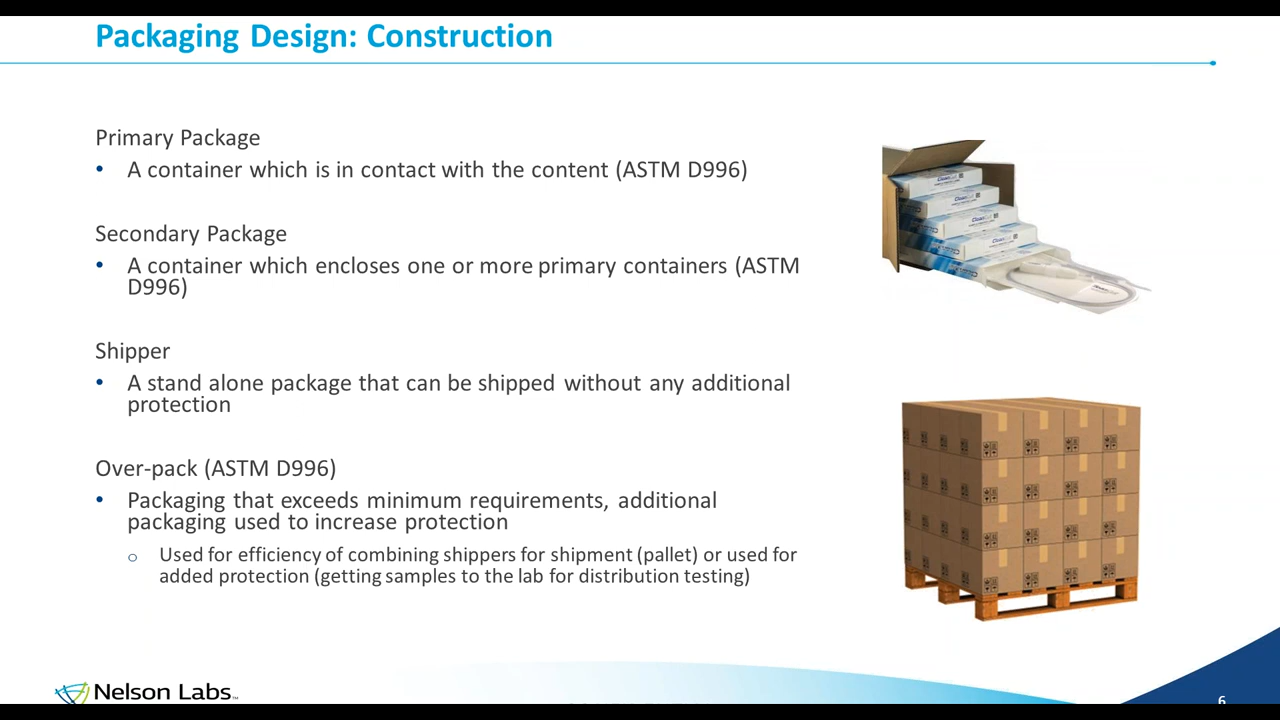 Packaging Design: Construction
Primary Package
• A container which is in contact with the content (ASTM D996)
Secondary Package
• A container which encloses one or more primary containers (ASTM
D996)
Shipper
• A stand alone package that can be shipped without any additional
protection
Over-pack (ASTM D996)
• Packaging that exceeds minimum requirements, additional
packaging used to increase protection
o Used for efficiency of combining shippers for shipment (pallet) or used for
added protection (getting samples to the lab for distribution testing)
Nelson Labs™
6